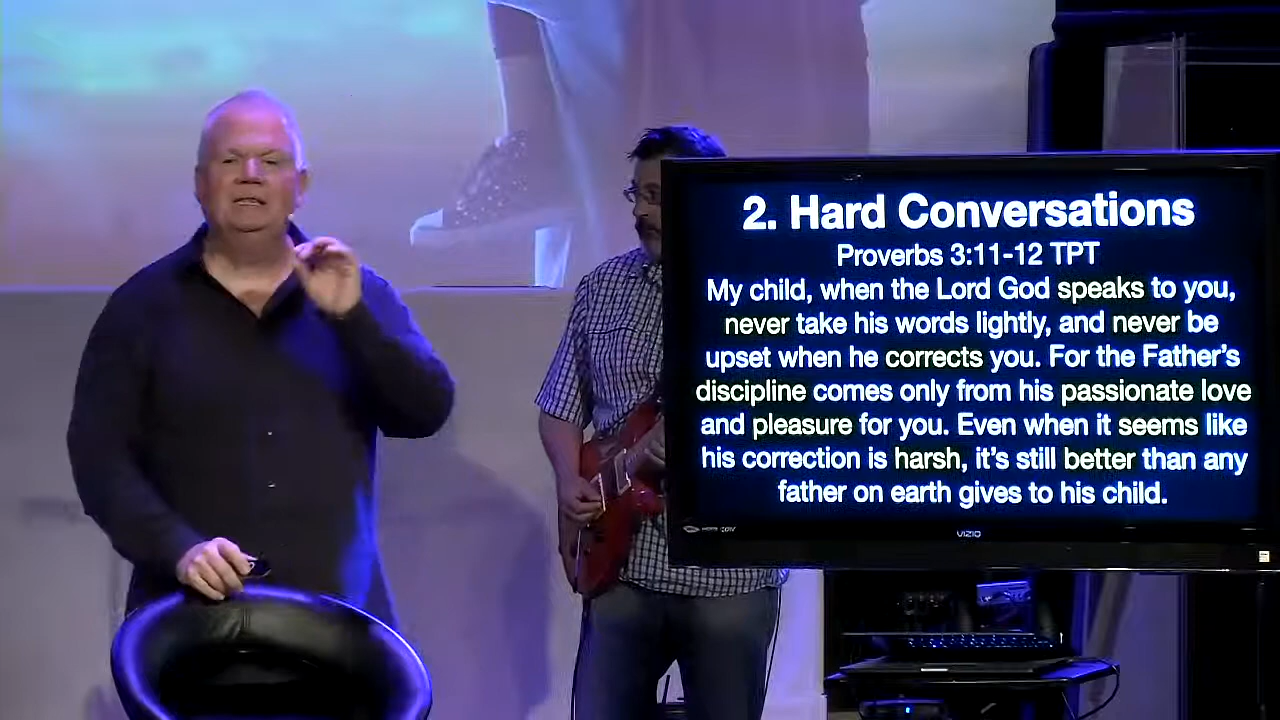 2. Hard Conversations
Proverbs 3:11-12 TPT
My child, when the Lord God speaks to you,
never take his words lightly, and never be
upset when he corrects you. For the Father's
discipline comes only from his passionate love
and pleasure for you. Even when it seems like
his correction is harsh, it's still better than any
father on earth gives to his child.
VIZIO